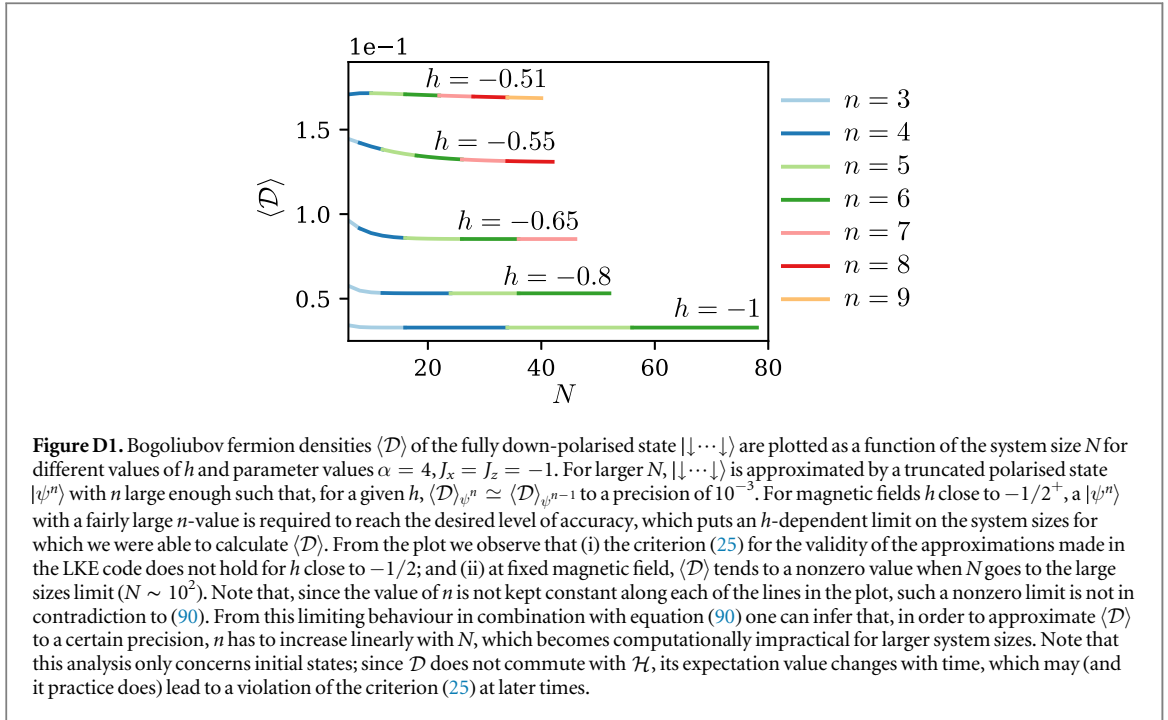 1e−1
h = −0.51
h = −0.55
h = −0.65
h = −0.8
h = −1
1.5
1.0
0.5
⟨𝒟⟩
20 40 60 80
N
n = 3
n = 4
n = 5
n = 6
n = 7
n = 8
n = 9
Figure D1. Bogoliubov fermion densities ⟨𝒟⟩ of the fully down-polarised state |↓⋯↓⟩ are plotted as a function of the system size N for
different values of h and parameter values α = 4, Jx = Jz = −1. For larger N, |↓⋯↓⟩ is approximated by a truncated polarised state
|ψⁿ⟩ with n large enough such that, for a given h, ⟨𝒟⟩ψⁿ ≃ ⟨𝒟⟩ψⁿ⁻¹ to a precision of 10⁻³. For magnetic fields h close to −1/2⁺, a |ψⁿ⟩
with a fairly large n-value is required to reach the desired level of accuracy, which puts an h-dependent limit on the system sizes for
which we were able to calculate ⟨𝒟⟩. From the plot we observe that (i) the criterion (25) for the validity of the approximations made in
the LKE code does not hold for h close to −1/2; and (ii) at fixed magnetic field, ⟨𝒟⟩ tends to a nonzero value when N goes to the large
sizes limit (N ∼ 10²). Note that, since the value of n is not kept constant along each of the lines in the plot, such a nonzero limit is not in
contradiction to (90). From this limiting behaviour in combination with equation (90) one can infer that, in order to approximate ⟨𝒟⟩
to a certain precision, n has to increase linearly with N, which becomes computationally impractical for larger system sizes. Note that
this analysis only concerns initial states; since 𝒟 does not commute with ℋ, its expectation value changes with time, which may (and
it practice does) lead to a violation of the criterion (25) at later times.